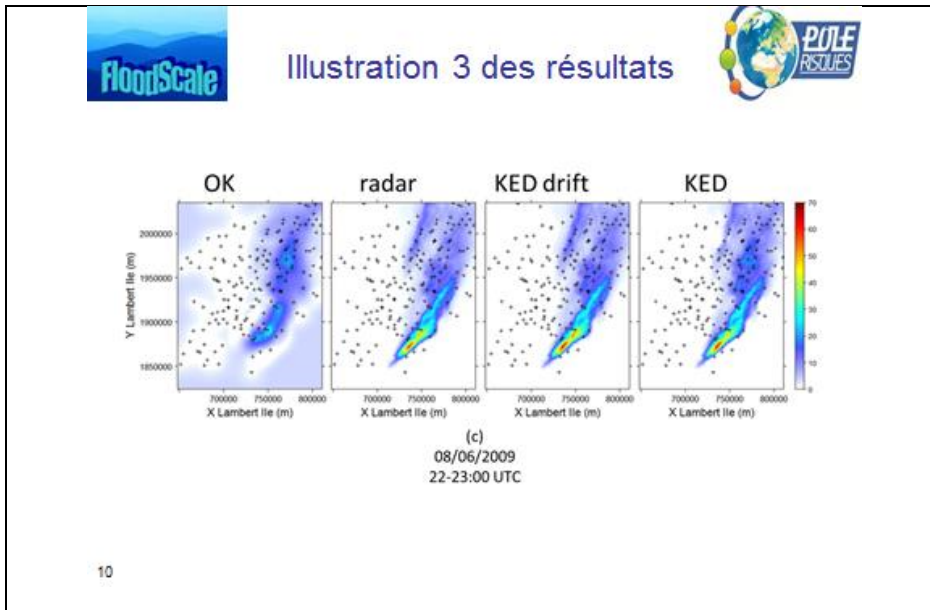 FloodScale
Illustration 3 des résultats
PÔLE
RISQUES
OK radar KED drift KED
Y Lambert IIe (m)
2000000
1950000
1900000
1850000
700000 750000 800000 700000 750000 800000 700000 750000 800000 700000 750000 800000
X Lambert IIe (m) X Lambert IIe (m) X Lambert IIe (m) X Lambert IIe (m)
70
60
50
40
30
20
10
0
(c)
08/06/2009
22-23:00 UTC
10